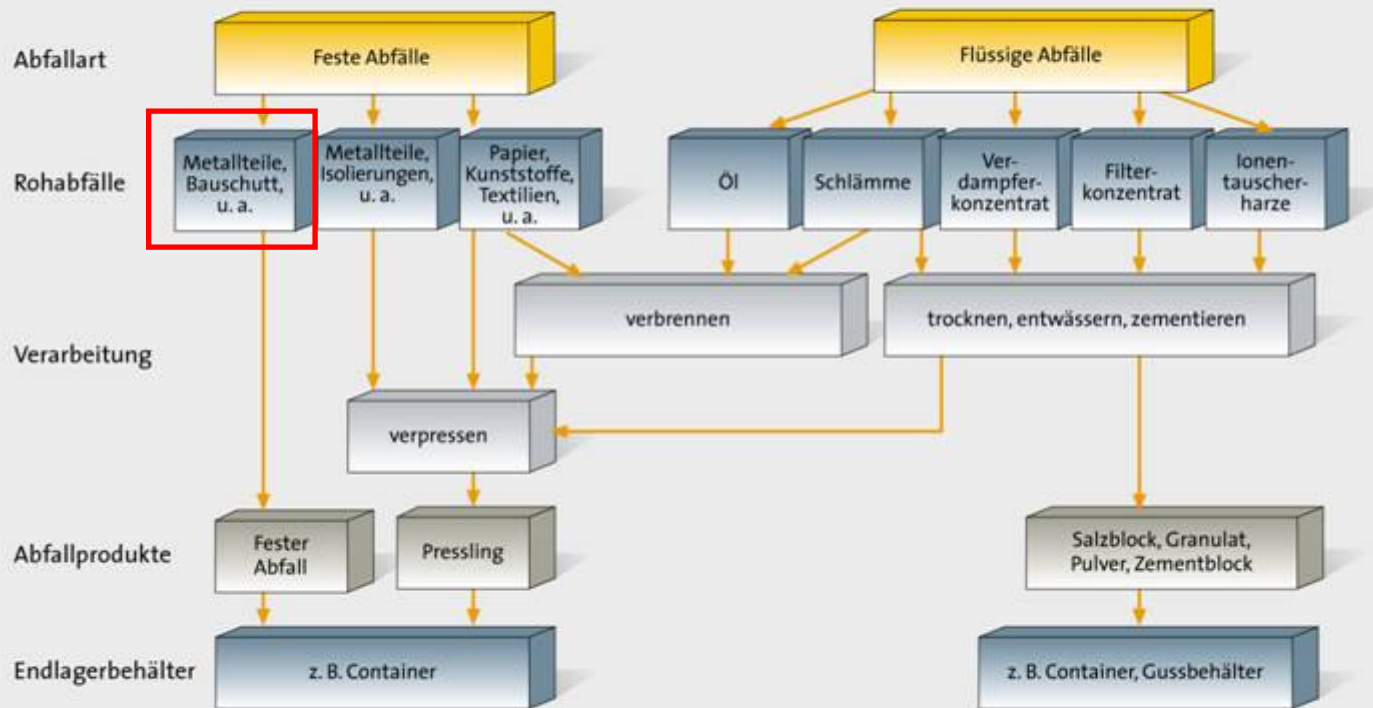 Abfallart
Feste Abfälle
Flüssige Abfälle
Rohabfälle
Metallteile,
Bauschutt,
u. a.
Metallteile,
Isolierungen,
u. a.
Papier,
Kunststoffe,
Textilien,
u. a.
Öl
Schlämme
Ver-
dampfer-
konzentrat
Filter-
konzentrat
Ionen-
tauscher-
harze
Verarbeitung
verbrennen
trocknen, entwässern, zementieren
verpressen
Abfallprodukte
Fester
Abfall
Pressling
Salzblock, Granulat,
Pulver, Zementblock
Endlagerbehälter
z. B. Container
z. B. Container, Gussbehälter